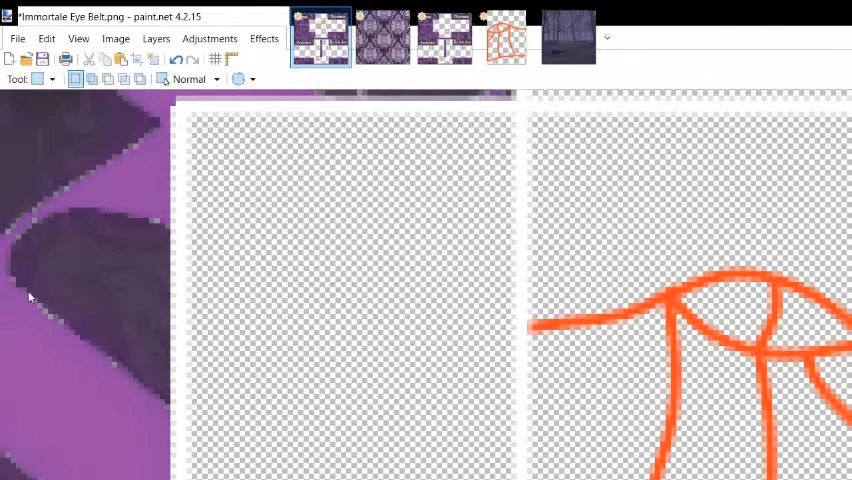 *Immortale Eye Belt.png - paint.net 4.2.15
File Edit View Image Layers Adjustments Effects
Tool: Normal